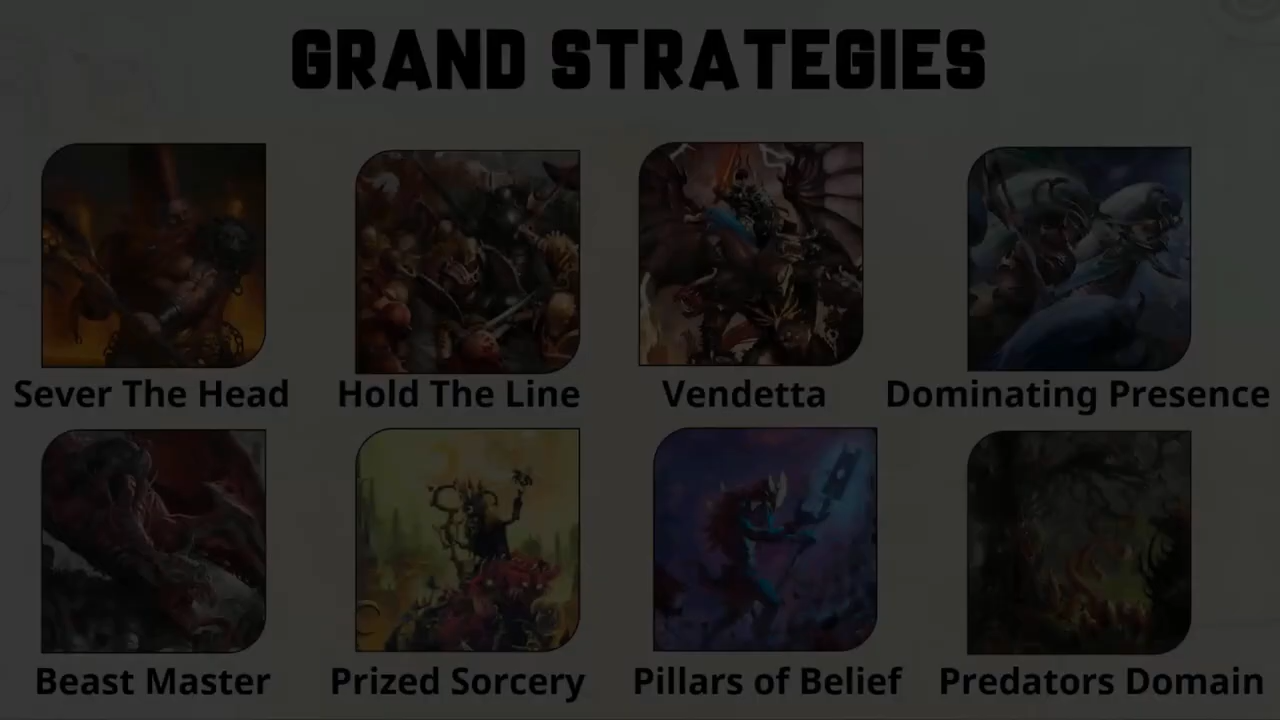 GRAND STRATEGIES
Sever The Head
Hold The Line
Vendetta
Dominating Presence
Beast Master
Prized Sorcery
Pillars of Belief
Predators Domain